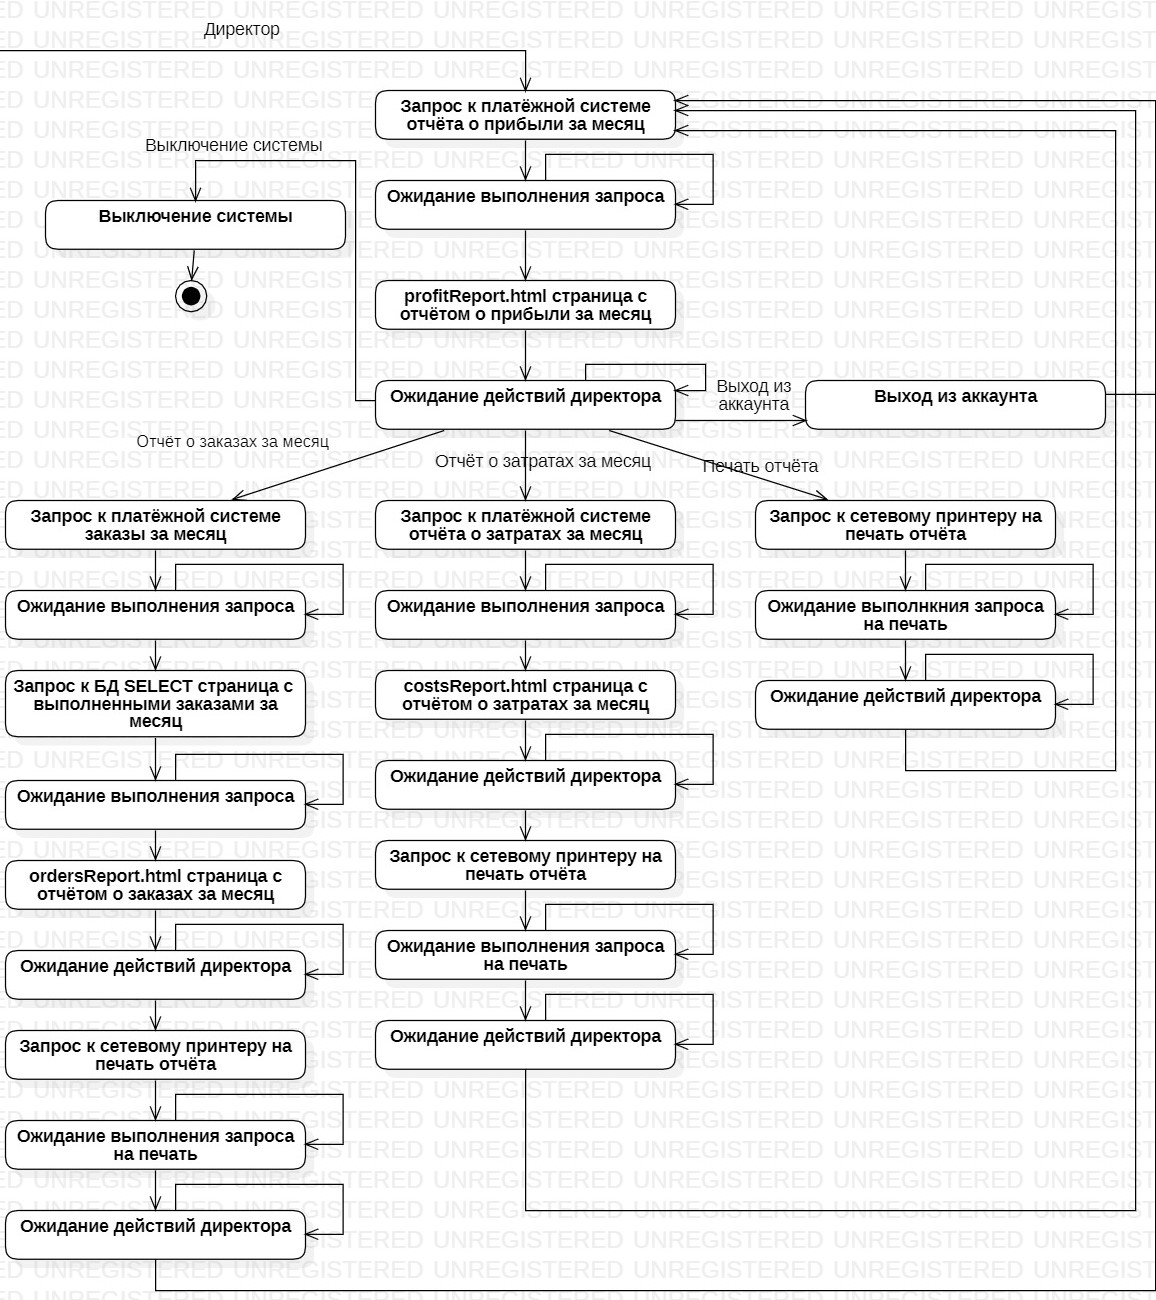 Директор
Запрос к платёжной системе
отчёта о прибыли за месяц
Выключение системы
Ожидание выполнения запроса
Выключение системы
profitReport.html страница с
отчётом о прибыли за месяц
Ожидание действий директора
Выход из
аккаунта
Выход из аккаунта
Отчёт о заказах за месяц
Отчёт о затратах за месяц
Печать отчёта
Запрос к платёжной системе
заказы за месяц
Ожидание выполнения запроса
Запрос к БД SELECT страница с
выполненными заказами за
месяц
Ожидание выполнения запроса
ordersReport.html страница с
отчётом о заказах за месяц
Ожидание действий директора
Запрос к сетевому принтеру на
печать отчёта
Ожидание выполнения запроса
на печать
Ожидание действий директора
Запрос к платёжной системе
отчёта о затратах за месяц
Ожидание выполнения запроса
costsReport.html страница с
отчётом о затратах за месяц
Ожидание действий директора
Запрос к сетевому принтеру на
печать отчёта
Ожидание выполнения запроса
на печать
Ожидание действий директора
Запрос к сетевому принтеру на
печать отчёта
Ожидание выполнкния запроса
на печать
Ожидание действий директора